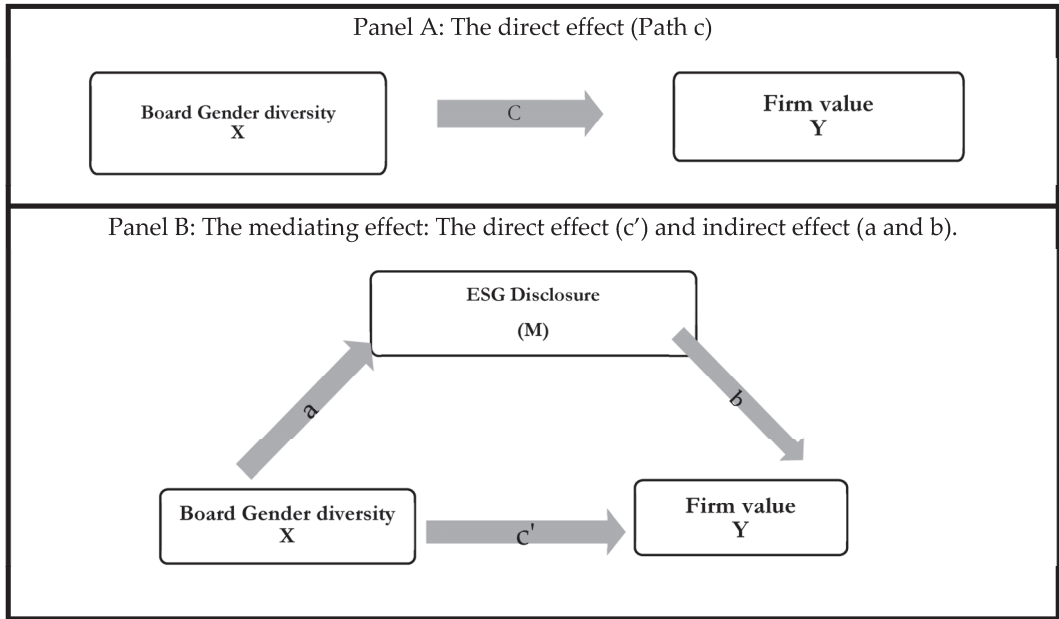 Panel A: The direct effect (Path c)
Board Gender diversity
X
C
Firm value
Y
Panel B: The mediating effect: The direct effect (c’) and indirect effect (a and b).
ESG Disclosure
(M)
a
b
Board Gender diversity
X
c'
Firm value
Y